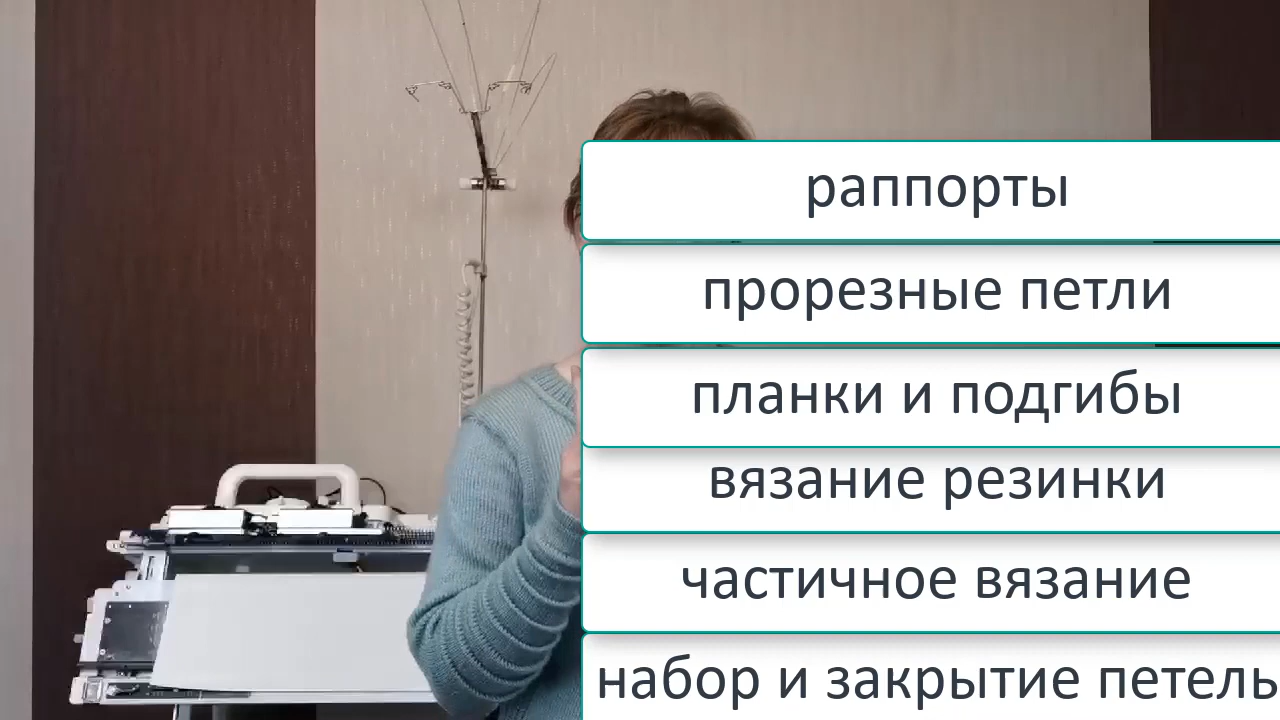 раппорты
прорезные петли
планки и подгибы
вязание резинки
частичное вязание
набор и закрытие петель